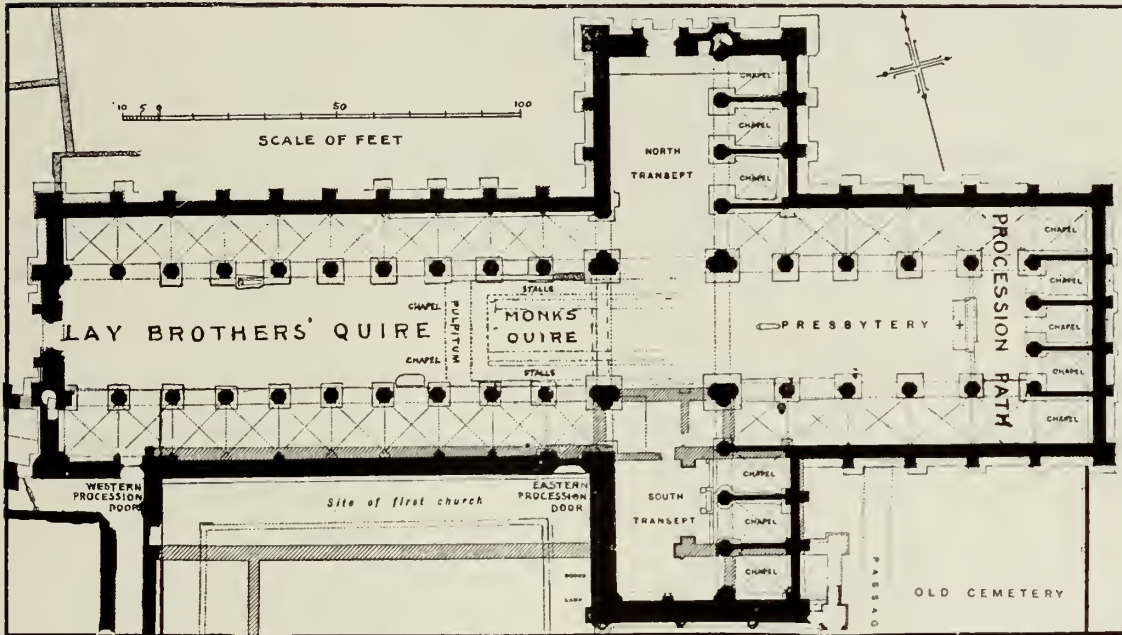 10 5 0 50 100
SCALE OF FEET
NORTH
TRANSEPT
CHAPEL
CHAPEL
CHAPEL
LAY BROTHERS' QUIRE
CHAPEL
CHAPEL
PULPITUM
STALLS
MONKS
QUIRE
STALLS
PRESBYTERY
PROCESSION PATH
CHAPEL
CHAPEL
CHAPEL
CHAPEL
CHAPEL
WESTERN
PROCESSION
DOOR
Site of first church
EASTERN
PROCESSION
DOOR
SOUTH
TRANSEPT
CHAPEL
CHAPEL
CHAPEL
BOOKS
PASSAG
OLD CEMETERY